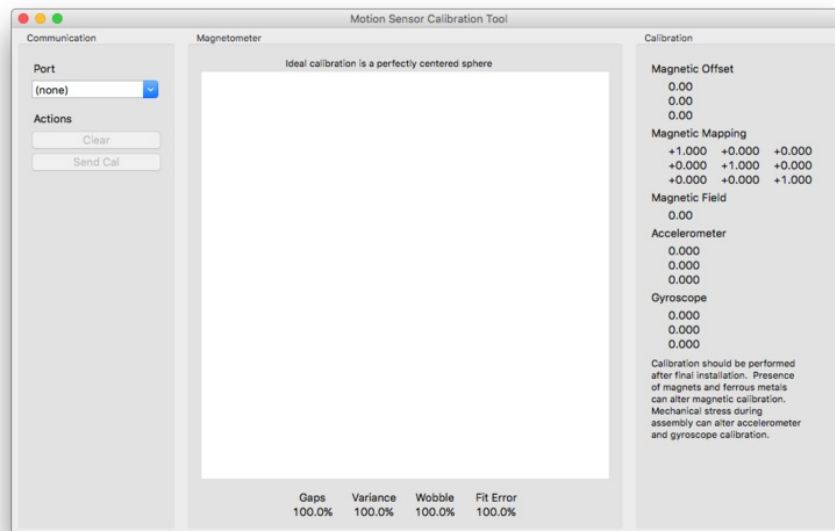 Motion Sensor Calibration Tool
Communication
Port
(none)
Actions
Clear
Send Cal
Magnetometer
Ideal calibration is a perfectly centered sphere
Gaps Variance Wobble Fit Error
100.0% 100.0% 100.0% 100.0%
Calibration
Magnetic Offset
0.00
0.00
0.00
Magnetic Mapping
+1.000 +0.000 +0.000
+0.000 +1.000 +0.000
+0.000 +0.000 +1.000
Magnetic Field
0.00
Accelerometer
0.000
0.000
0.000
Gyroscope
0.000
0.000
0.000
Calibration should be performed
after final installation. Presence
of magnets and ferrous metals
can alter magnetic calibration.
Mechanical stress during
assembly can alter accelerometer
and gyroscope calibration.